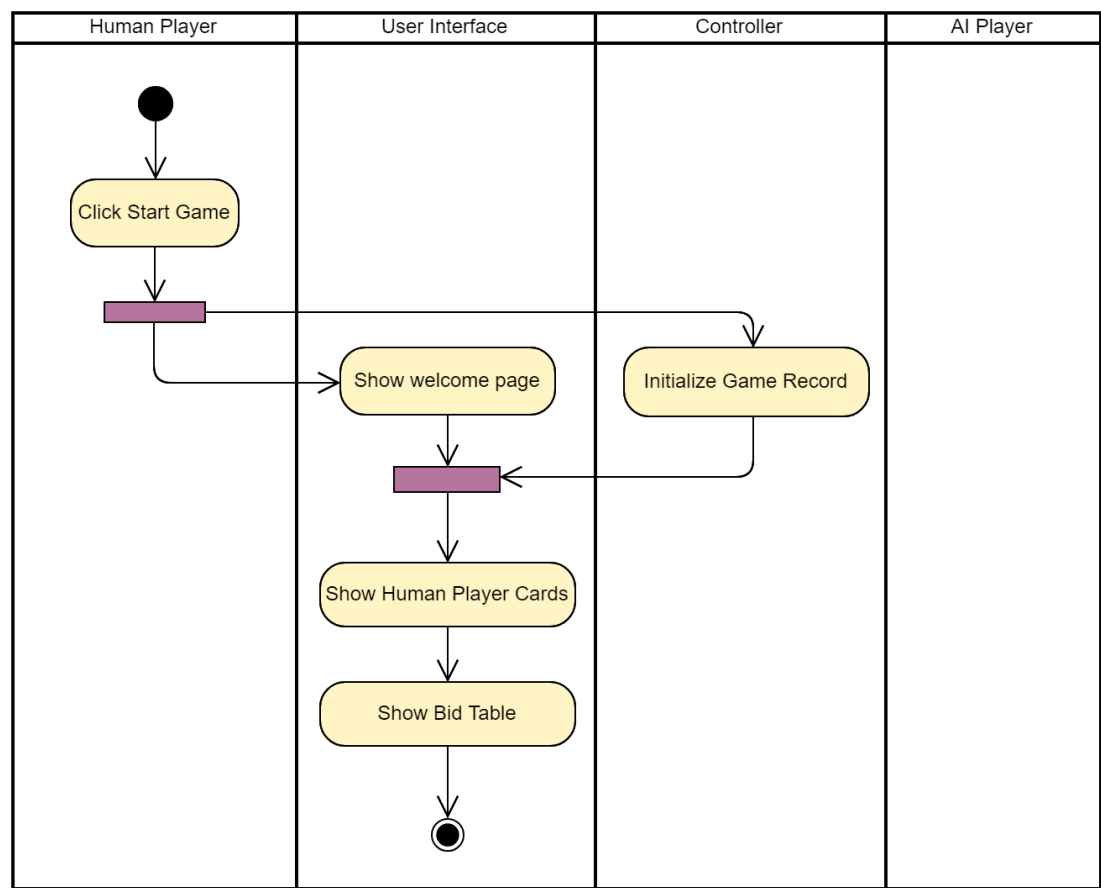 Human Player
User Interface
Controller
AI Player
Click Start Game
Show welcome page
Initialize Game Record
Show Human Player Cards
Show Bid Table